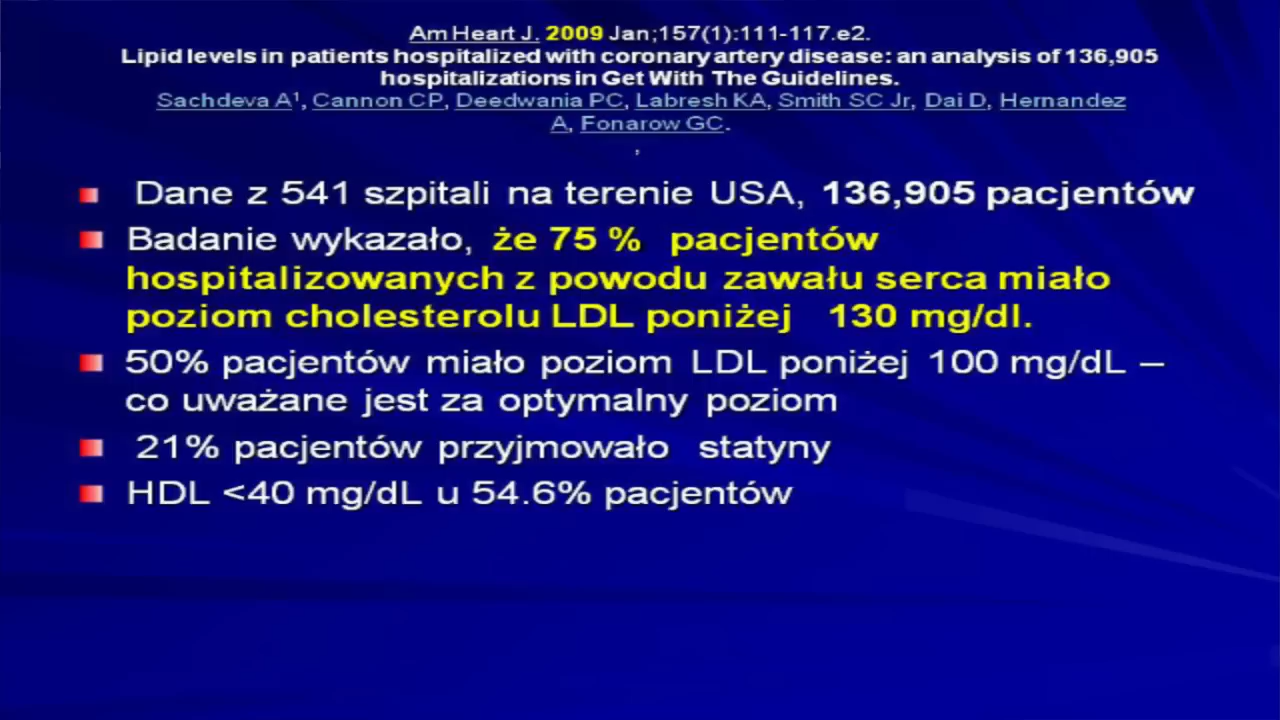 Am Heart J. 2009 Jan;157(1):111-117.e2.
Lipid levels in patients hospitalized with coronary artery disease: an analysis of 136,905
hospitalizations in Get With The Guidelines.
Sachdeva A¹, Cannon CP, Deedwania PC, Labresh KA, Smith SC Jr, Dai D, Hernandez
A, Fonarow GC.
,
Dane z 541 szpitali na terenie USA, 136,905 pacjentów
Badanie wykazało, że 75 % pacjentów
hospitalizowanych z powodu zawału serca miało
poziom cholesterolu LDL poniżej 130 mg/dl.
50% pacjentów miało poziom LDL poniżej 100 mg/dL –
co uważane jest za optymalny poziom
21% pacjentów przyjmowało statyny
HDL <40 mg/dL u 54.6% pacjentów